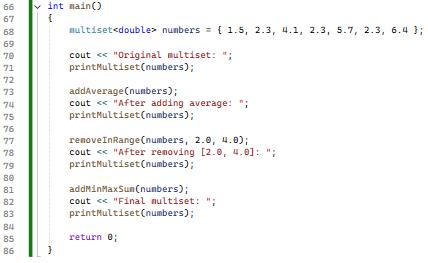 66 int main()
67 {
68 multiset<double> numbers = { 1.5, 2.3, 4.1, 2.3, 5.7, 2.3, 6.4 };
69
70 cout << "Original multiset: ";
71 printMultiset(numbers);
72
73 addAverage(numbers);
74 cout << "After adding average: ";
75 printMultiset(numbers);
76
77 removeInRange(numbers, 2.0, 4.0);
78 cout << "After removing [2.0, 4.0]: ";
79 printMultiset(numbers);
80
81 addMinMaxSum(numbers);
82 cout << "Final multiset: ";
83 printMultiset(numbers);
84
85 return 0;
86 }